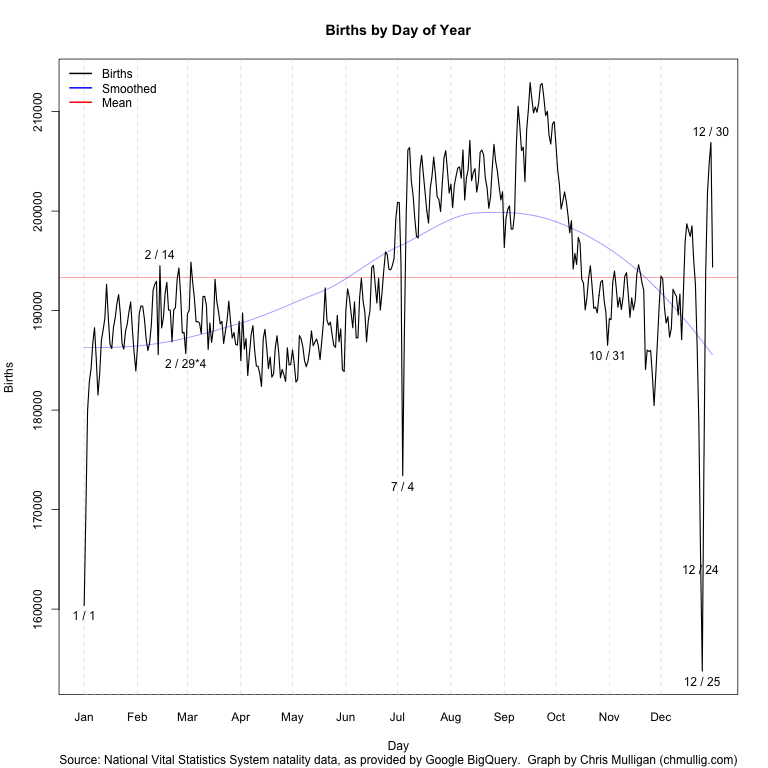 Births by Day of Year
Births
Smoothed
Mean
210000
200000
190000
180000
170000
160000
Births
12 / 30
2 / 14
2 / 29*4
10 / 31
7 / 4
12 / 24
1 / 1
12 / 25
Jan Feb Mar Apr May Jun Jul Aug Sep Oct Nov Dec
Day
Source: National Vital Statistics System natality data, as provided by Google BigQuery.  Graph by Chris Mulligan (chmullig.com)